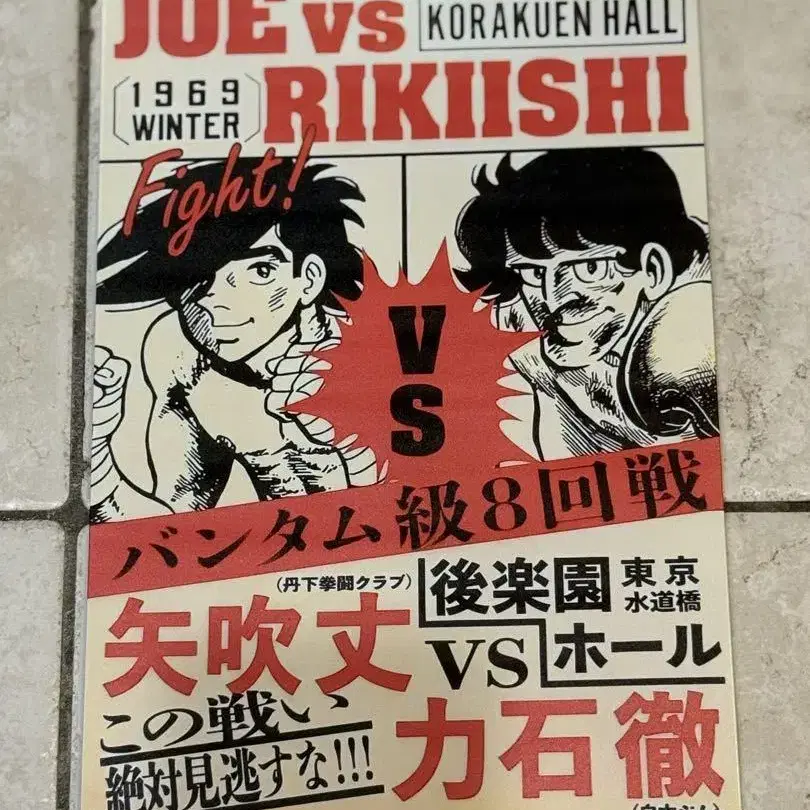 JOE VS
KORAKUEN HALL
1969
WINTER
RIKIISHI
Fight!
VS
バンタム級8回戦
(丹下拳闘クラブ)
矢吹丈
後楽園
ホール
東京
水道橋
VS
力石徹
この戦い
絶対見逃すな!!!